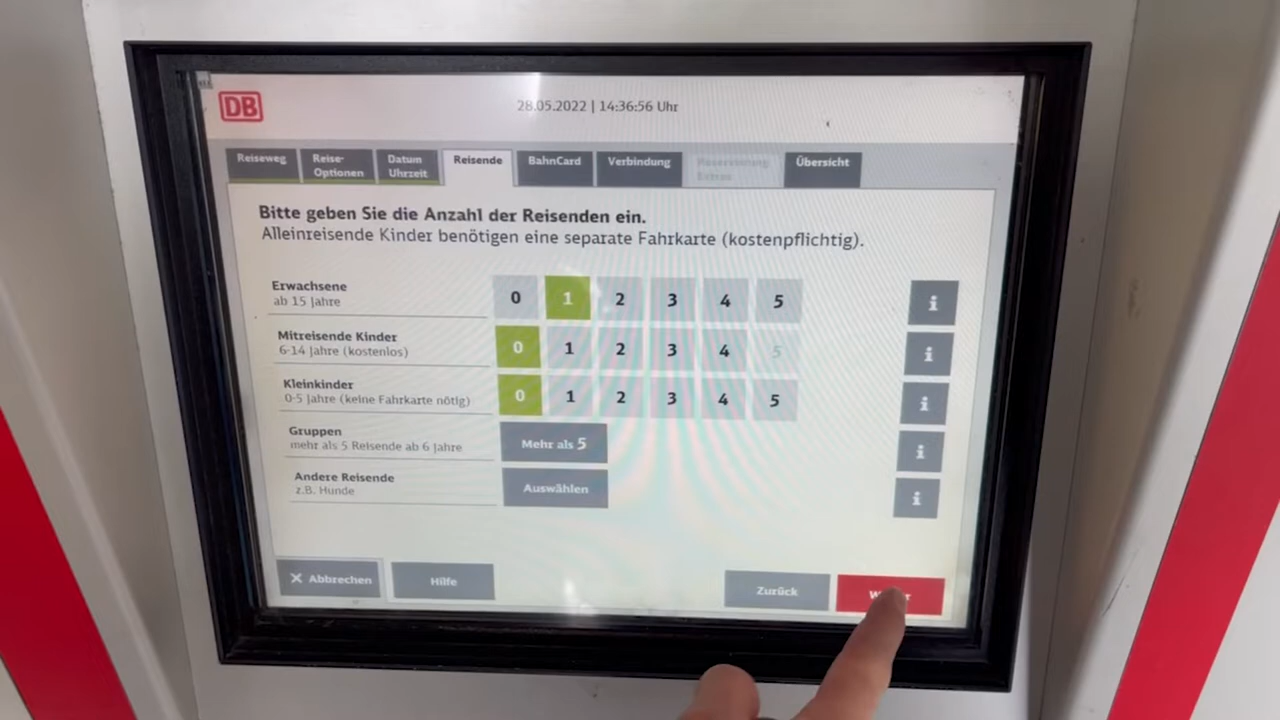 DB
28.05.2022 | 14:36:56 Uhr
Reiseweg
Reise-
Optionen
Datum
Uhrzeit
Reisende
BahnCard
Verbindung
Reservierung
Extras
Übersicht
Bitte geben Sie die Anzahl der Reisenden ein.
Alleinreisende Kinder benötigen eine separate Fahrkarte (kostenpflichtig).
Erwachsene
ab 15 Jahre
0 1 2 3 4 5 i
Mitreisende Kinder
6-14 Jahre (kostenlos)
0 1 2 3 4 5 i
Kleinkinder
0-5 Jahre (keine Fahrkarte nötig)
0 1 2 3 4 5 i
Gruppen
mehr als 5 Reisende ab 6 Jahre
Mehr als 5 i
Andere Reisende
z.B. Hunde
Auswählen i
X Abbrechen
Hilfe
Zurück